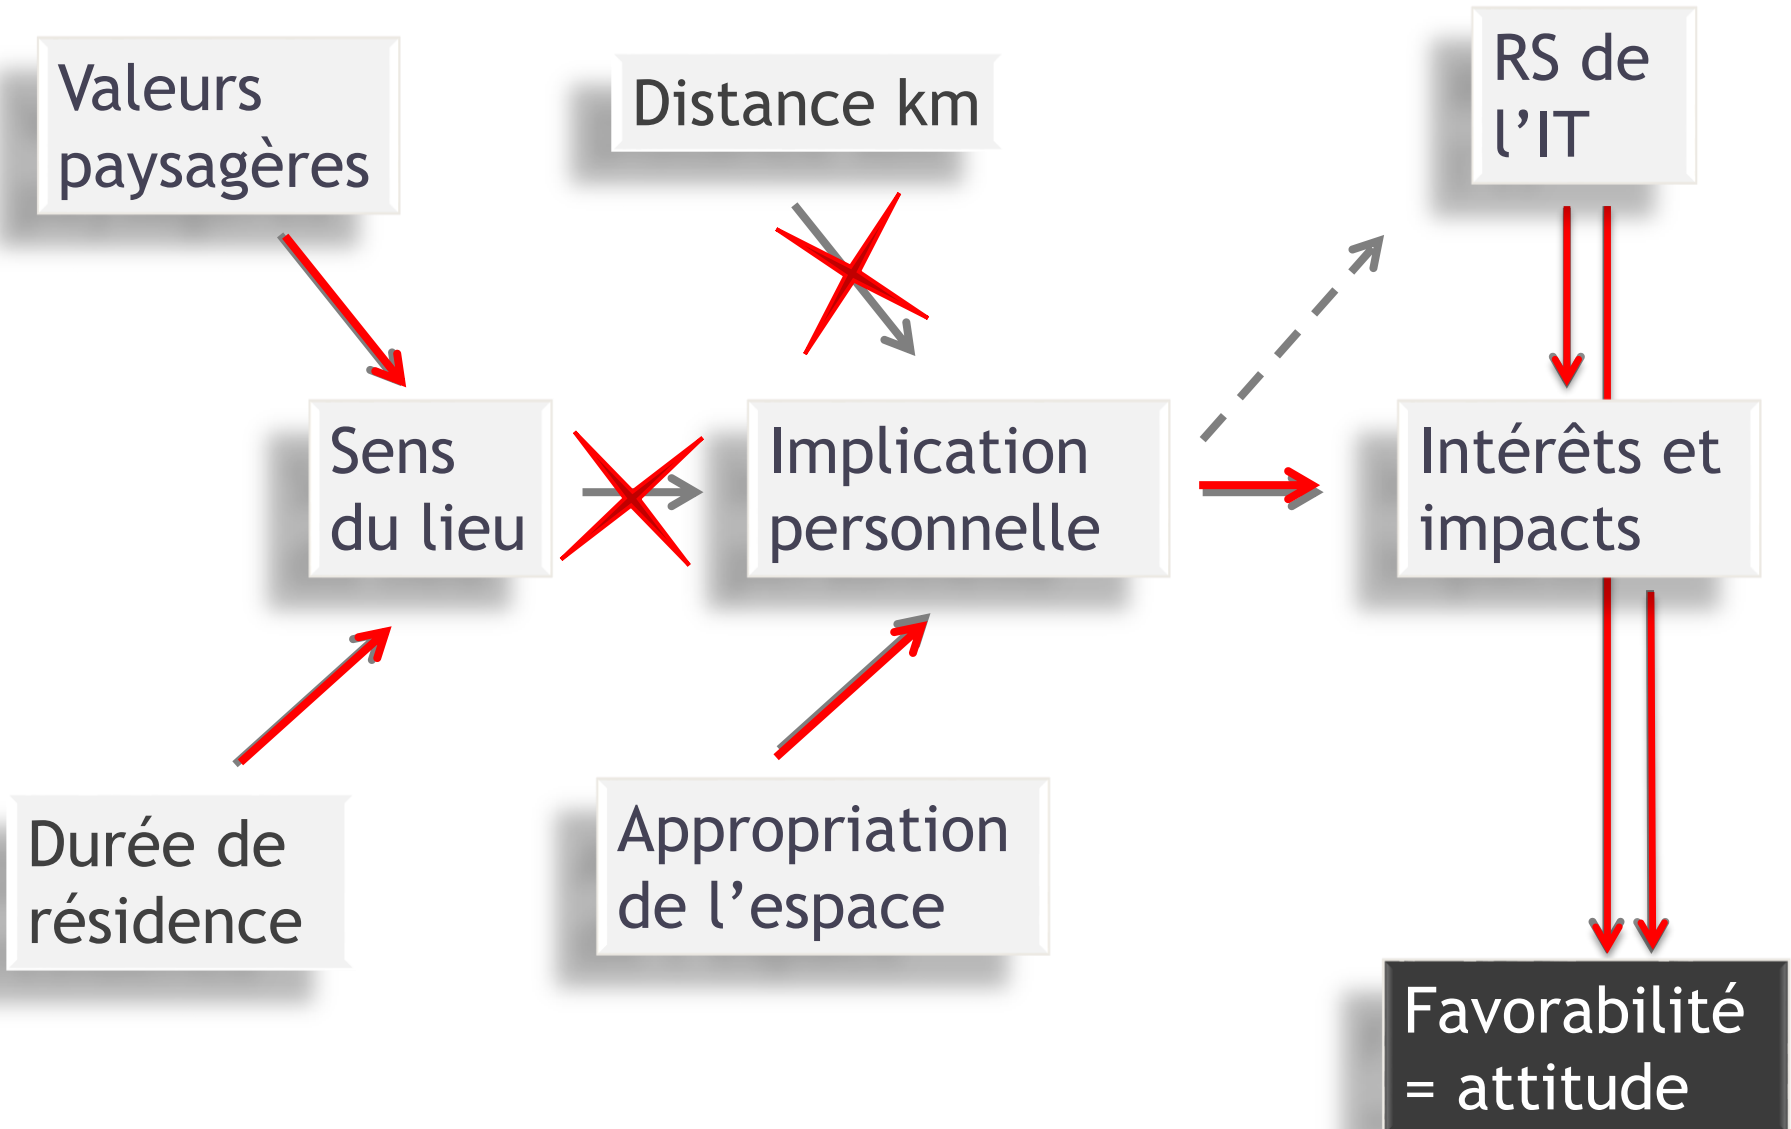 Valeurs
paysagères
Distance km
RS de
l’IT
Sens
du lieu
Implication
personnelle
Intérêts et
impacts
Durée de
résidence
Appropriation
de l’espace
Favorabilité
= attitude